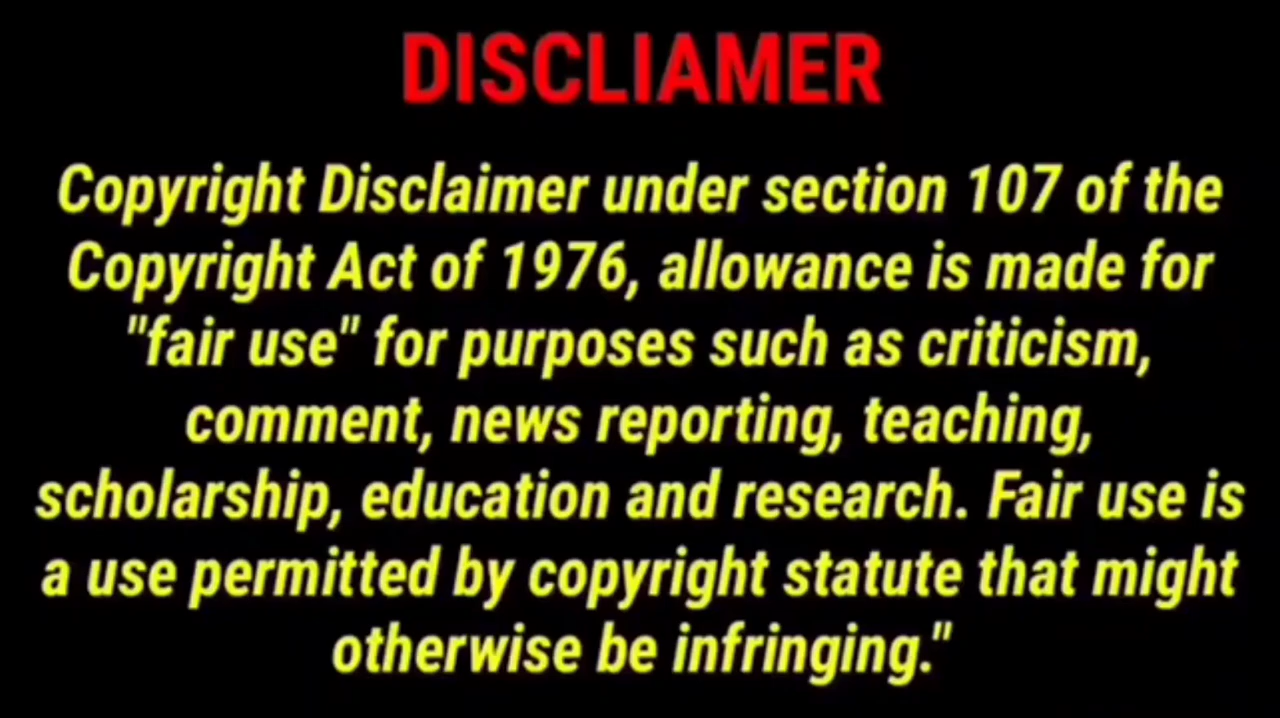 DISCLIAMER
Copyright Disclaimer under section 107 of the
Copyright Act of 1976, allowance is made for
"fair use" for purposes such as criticism,
comment, news reporting, teaching,
scholarship, education and research. Fair use is
a use permitted by copyright statute that might
otherwise be infringing."